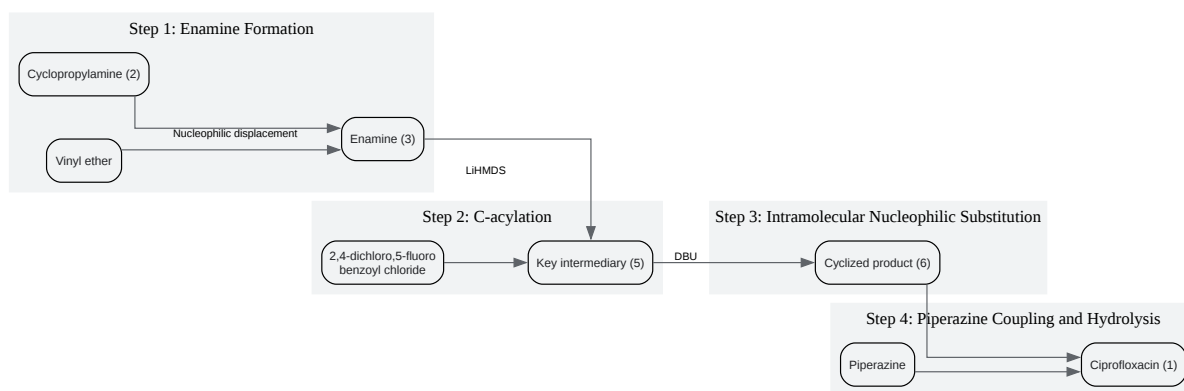 Step 1: Enamine Formation
Cyclopropylamine (2)
Nucleophilic displacement
Enamine (3)
Vinyl ether
LiHMDS
Step 2: C-acylation
2,4-dichloro,5-fluoro
benzoyl chloride
Key intermediary (5)
DBU
Step 3: Intramolecular Nucleophilic Substitution
Cyclized product (6)
Step 4: Piperazine Coupling and Hydrolysis
Piperazine
Ciprofloxacin (1)